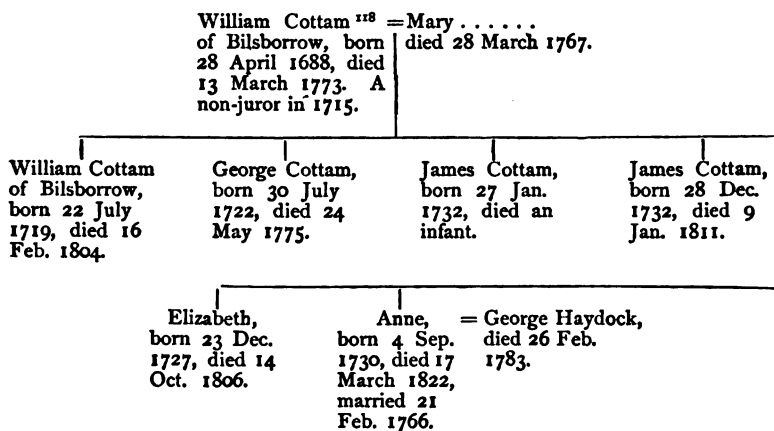 William Cottam 118 = Mary . . . . . .
of Bilsborrow, born died 28 March 1767.
28 April 1688, died
13 March 1773. A
non-juror in 1715.
William Cottam
of Bilsborrow,
born 22 July
1719, died 16
Feb. 1804.
George Cottam,
born 30 July
1722, died 24
May 1775.
James Cottam,
born 27 Jan.
1732, died an
infant.
James Cottam,
born 28 Dec.
1732, died 9
Jan. 1811.
Elizabeth,
born 23 Dec.
1727, died 14
Oct. 1806.
Anne,
born 4 Sep.
1730, died 17
March 1822,
married 21
Feb. 1766.
= George Haydock,
died 26 Feb.
1783.